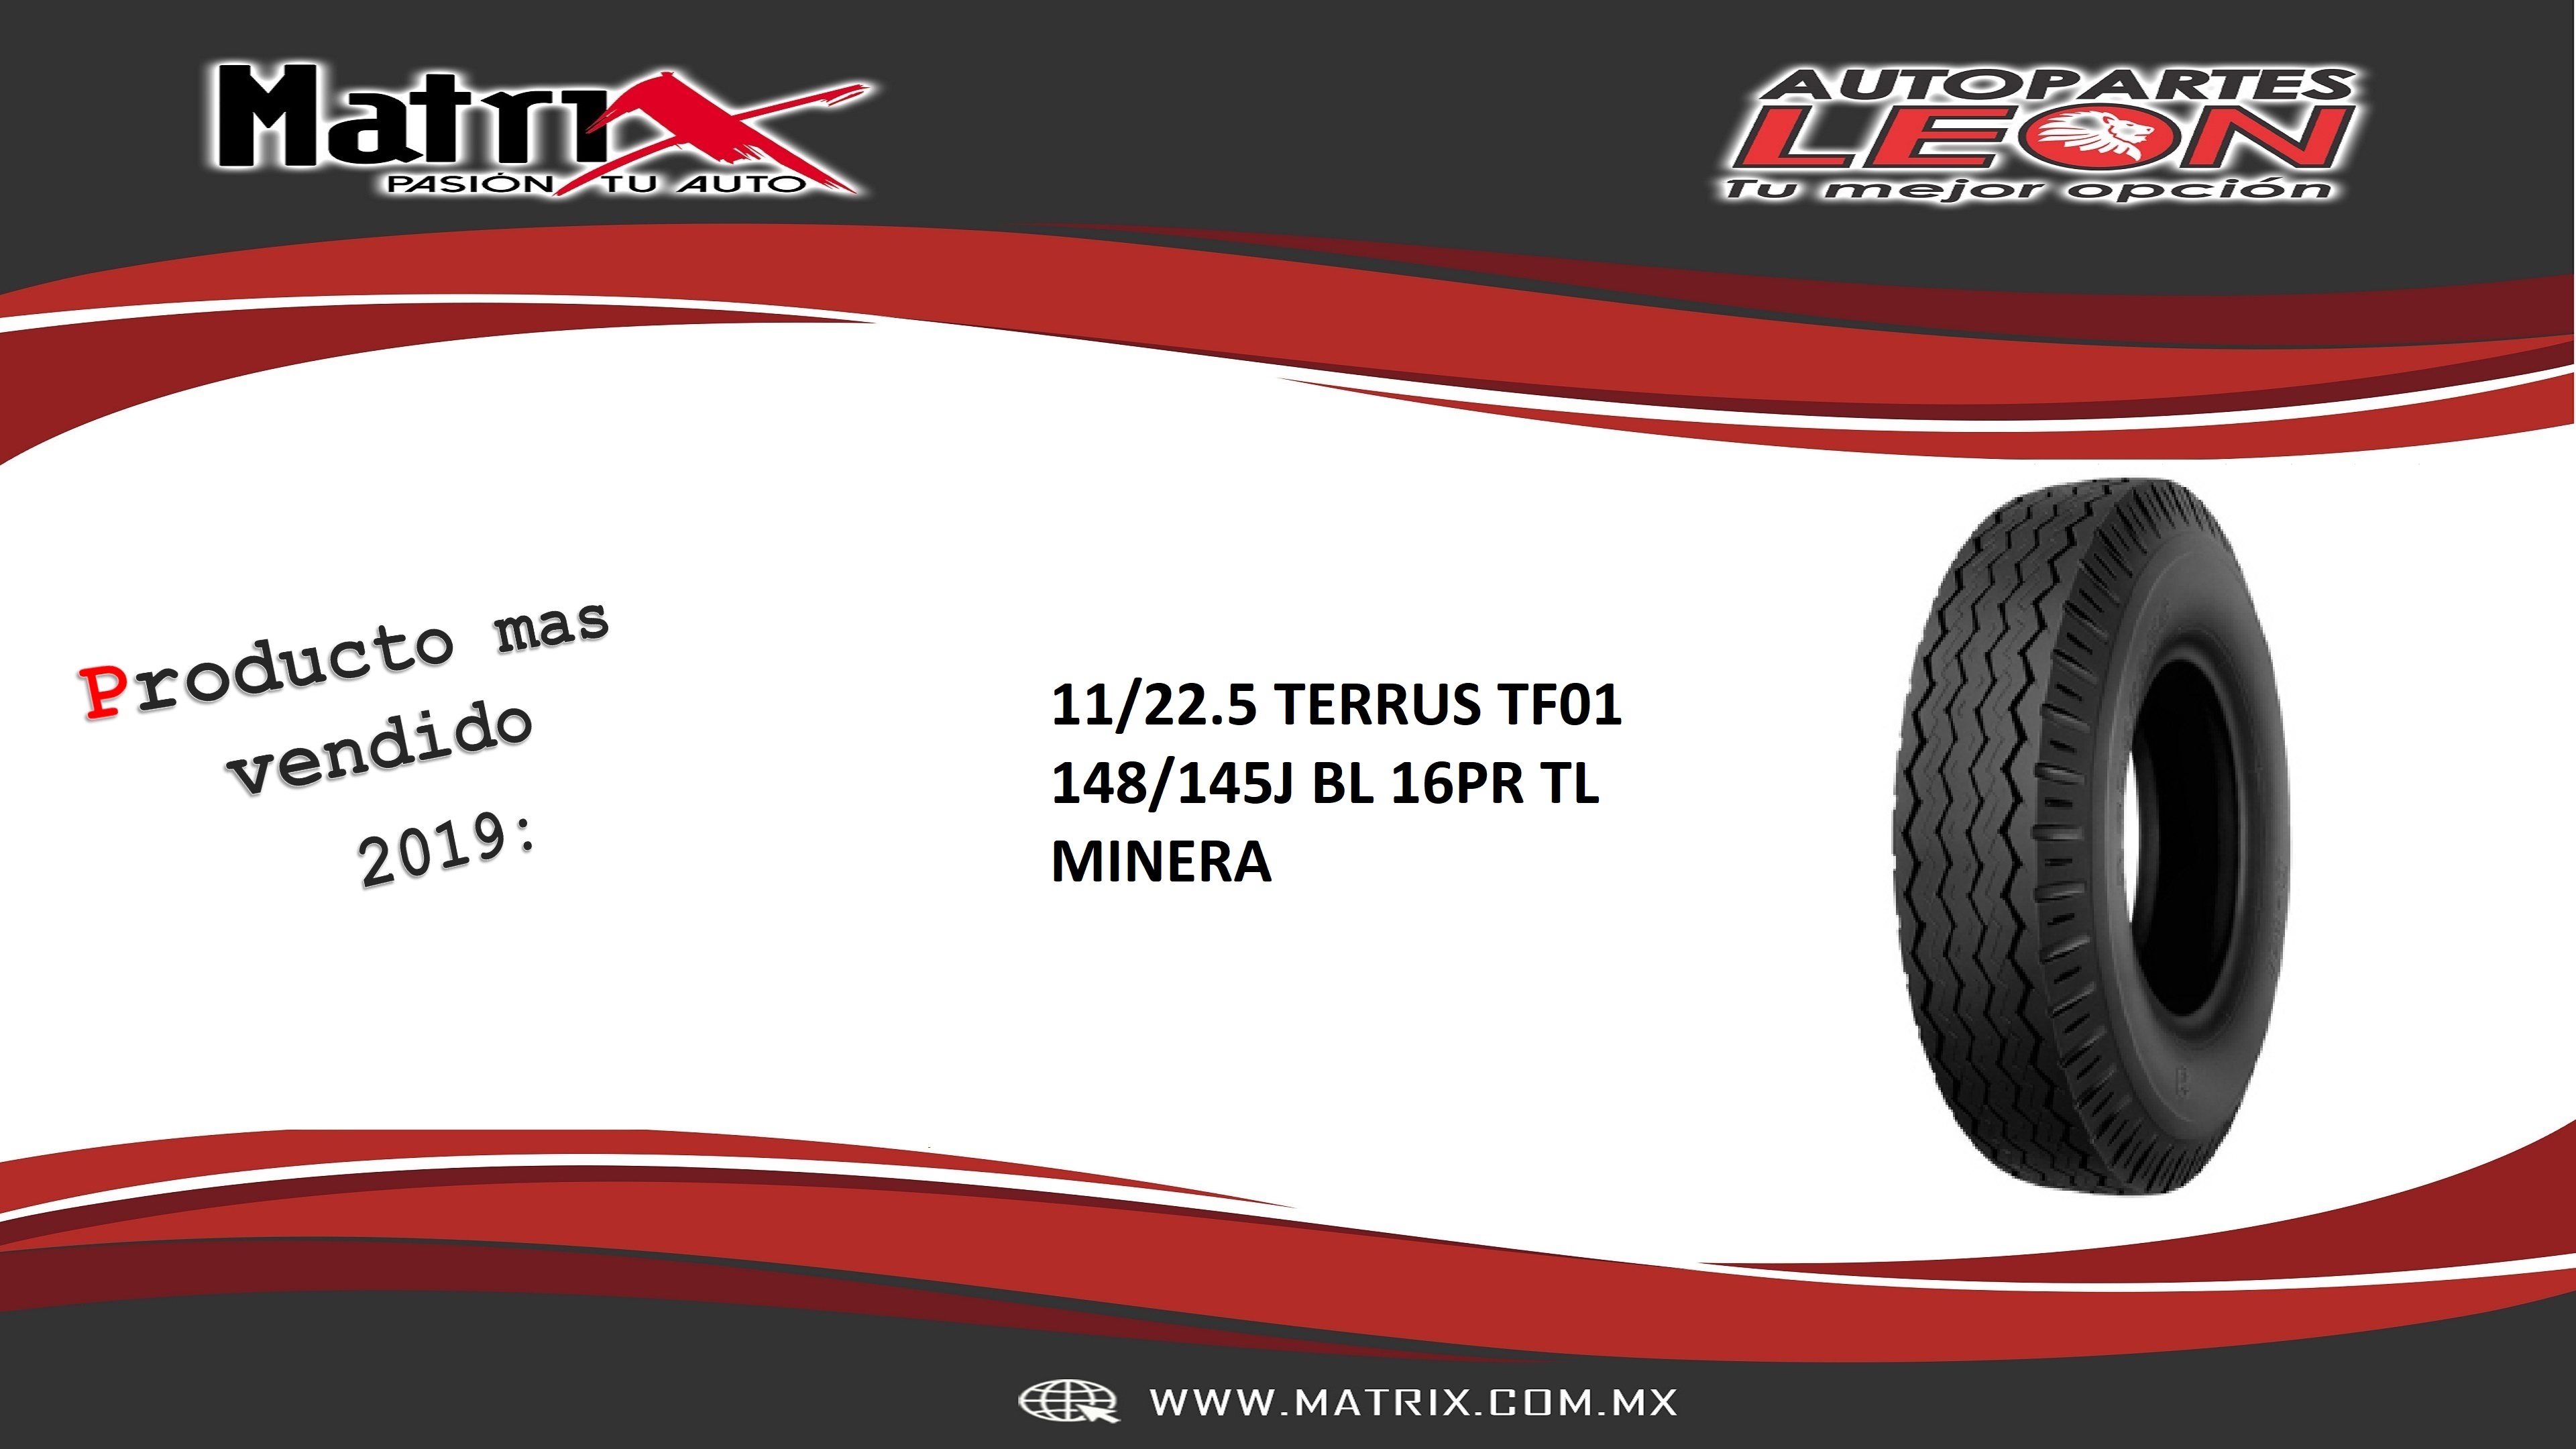 Matrix
PASIÓN X TU AUTO
AUTOPARTES
LEON
Tu mejor opción
Producto mas
vendido
2019:
11/22.5 TERRUS TF01
148/145J BL 16PR TL
MINERA
WWW.MATRIX.COM.MX